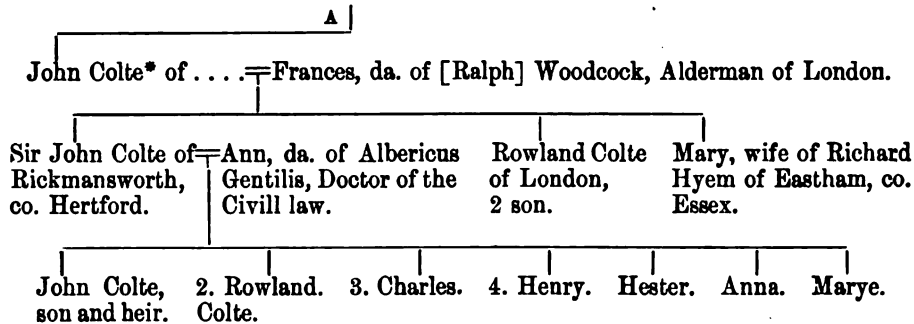 A
John Colte* of . . . . Frances, da. of [Ralph] Woodcock, Alderman of London.
Sir John Colte of
Rickmansworth,
co. Hertford.
Ann, da. of Albericus
Gentilis, Doctor of the
Civill law.
Rowland Colte
of London,
2 son.
Mary, wife of Richard
Hyem of Eastham, co.
Essex.
John Colte,
son and heir.
2. Rowland.
Colte.
3. Charles.
4. Henry.
Hester.
Anna.
Marye.